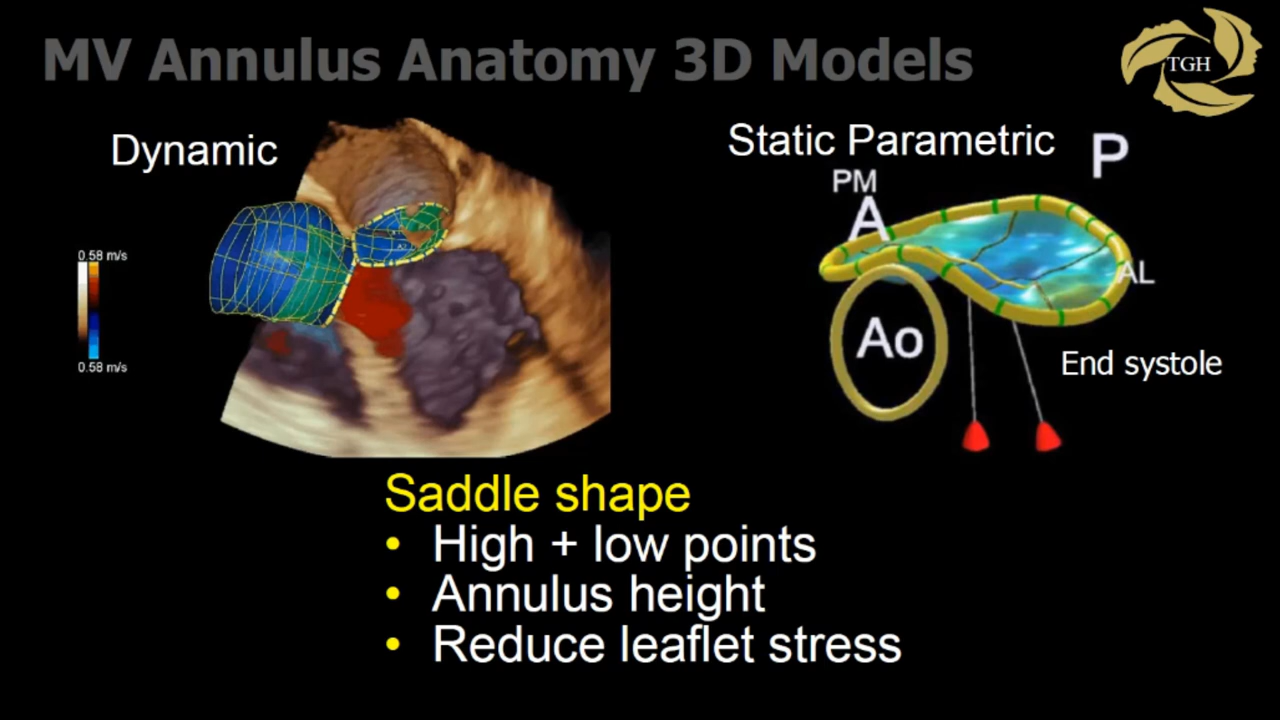 MV Annulus Anatomy 3D Models
TGH
Dynamic
0.58 m/s
0.58 m/s
Static Parametric
P
PM
A
AL
Ao
End systole
Saddle shape
• High + low points
• Annulus height
• Reduce leaflet stress